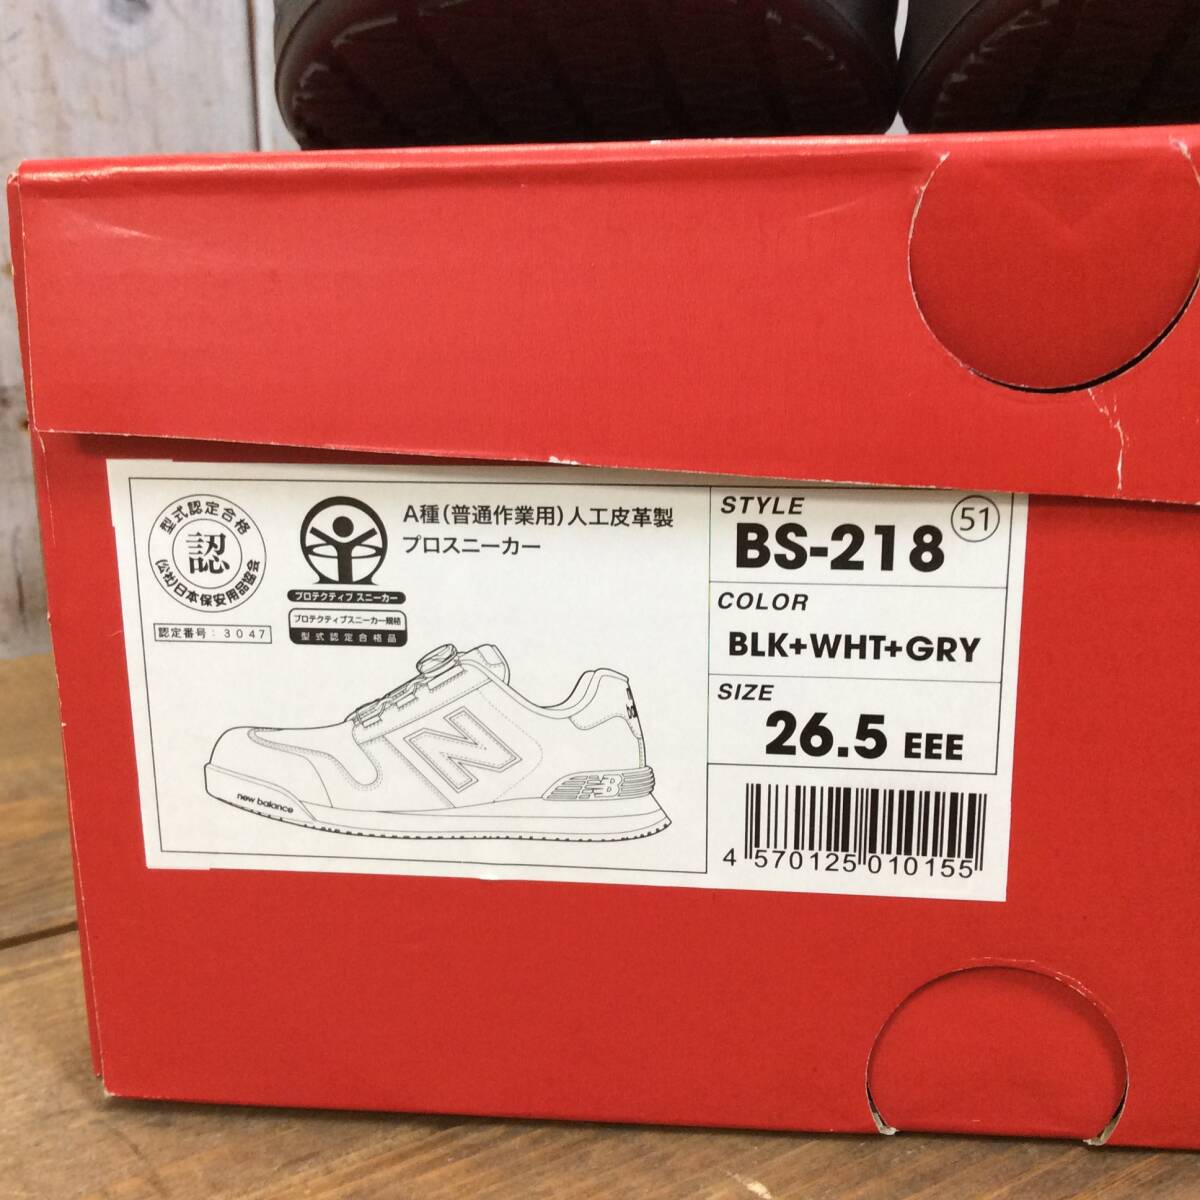 型式認定合格
認
(公社)日本保安用品協会
認定番号：3047
プロテクティブ スニーカー
プロテクティブスニーカー規格
型式認定合格品
A種(普通作業用)人工皮革製
プロスニーカー
N
new balance
NB
STYLE
BS-218
51
COLOR
BLK+WHT+GRY
SIZE
26.5 EEE
4 570125 010155